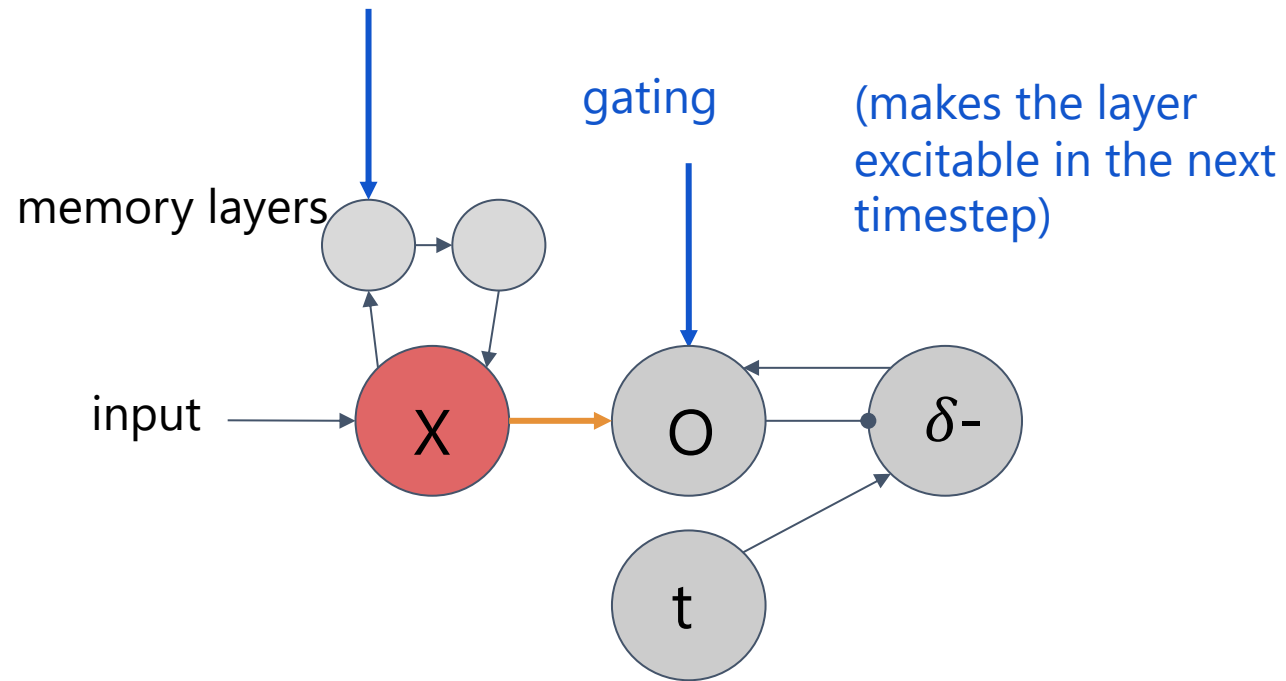 gating
(makes the layer
excitable in the next
timestep)
memory layers
input
X
O
δ-
t